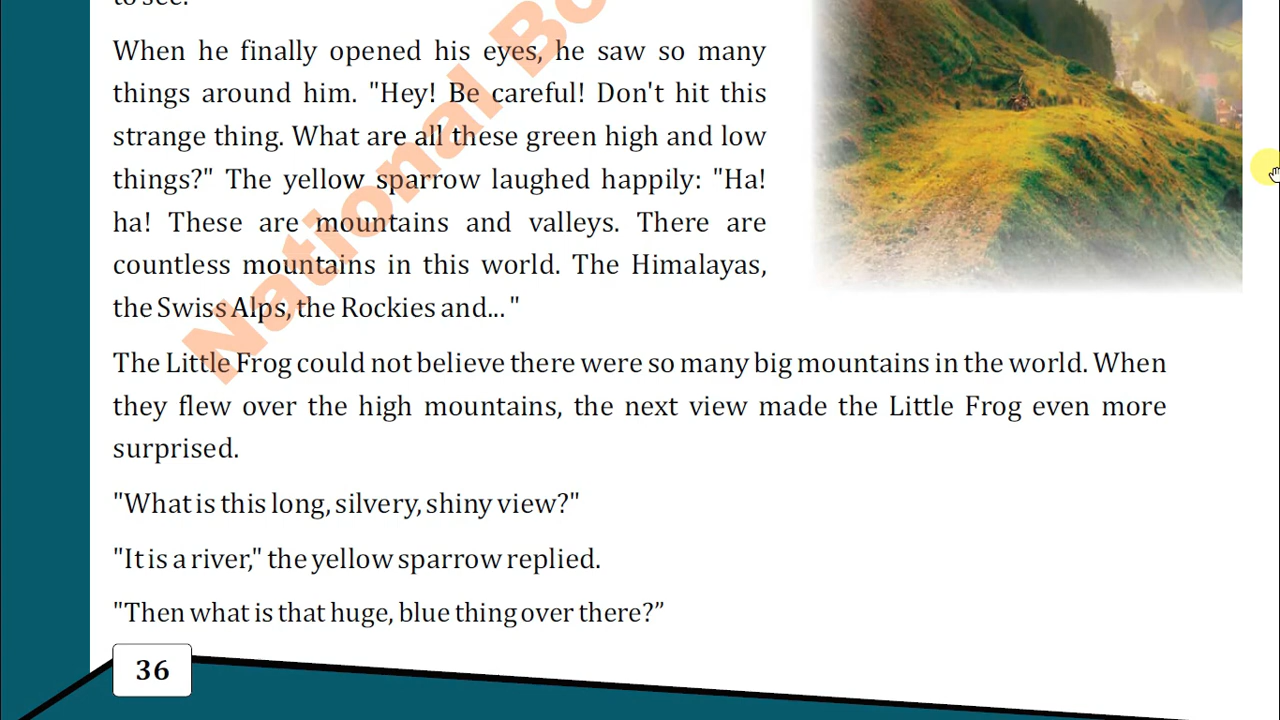 to see.
When he finally opened his eyes, he saw so many
things around him. "Hey! Be careful! Don't hit this
strange thing. What are all these green high and low
things?" The yellow sparrow laughed happily: "Ha!
ha! These are mountains and valleys. There are
countless mountains in this world. The Himalayas,
the Swiss Alps, the Rockies and... "
The Little Frog could not believe there were so many big mountains in the world. When
they flew over the high mountains, the next view made the Little Frog even more
surprised.
"What is this long, silvery, shiny view?"
"It is a river," the yellow sparrow replied.
"Then what is that huge, blue thing over there?”
36
National Bo